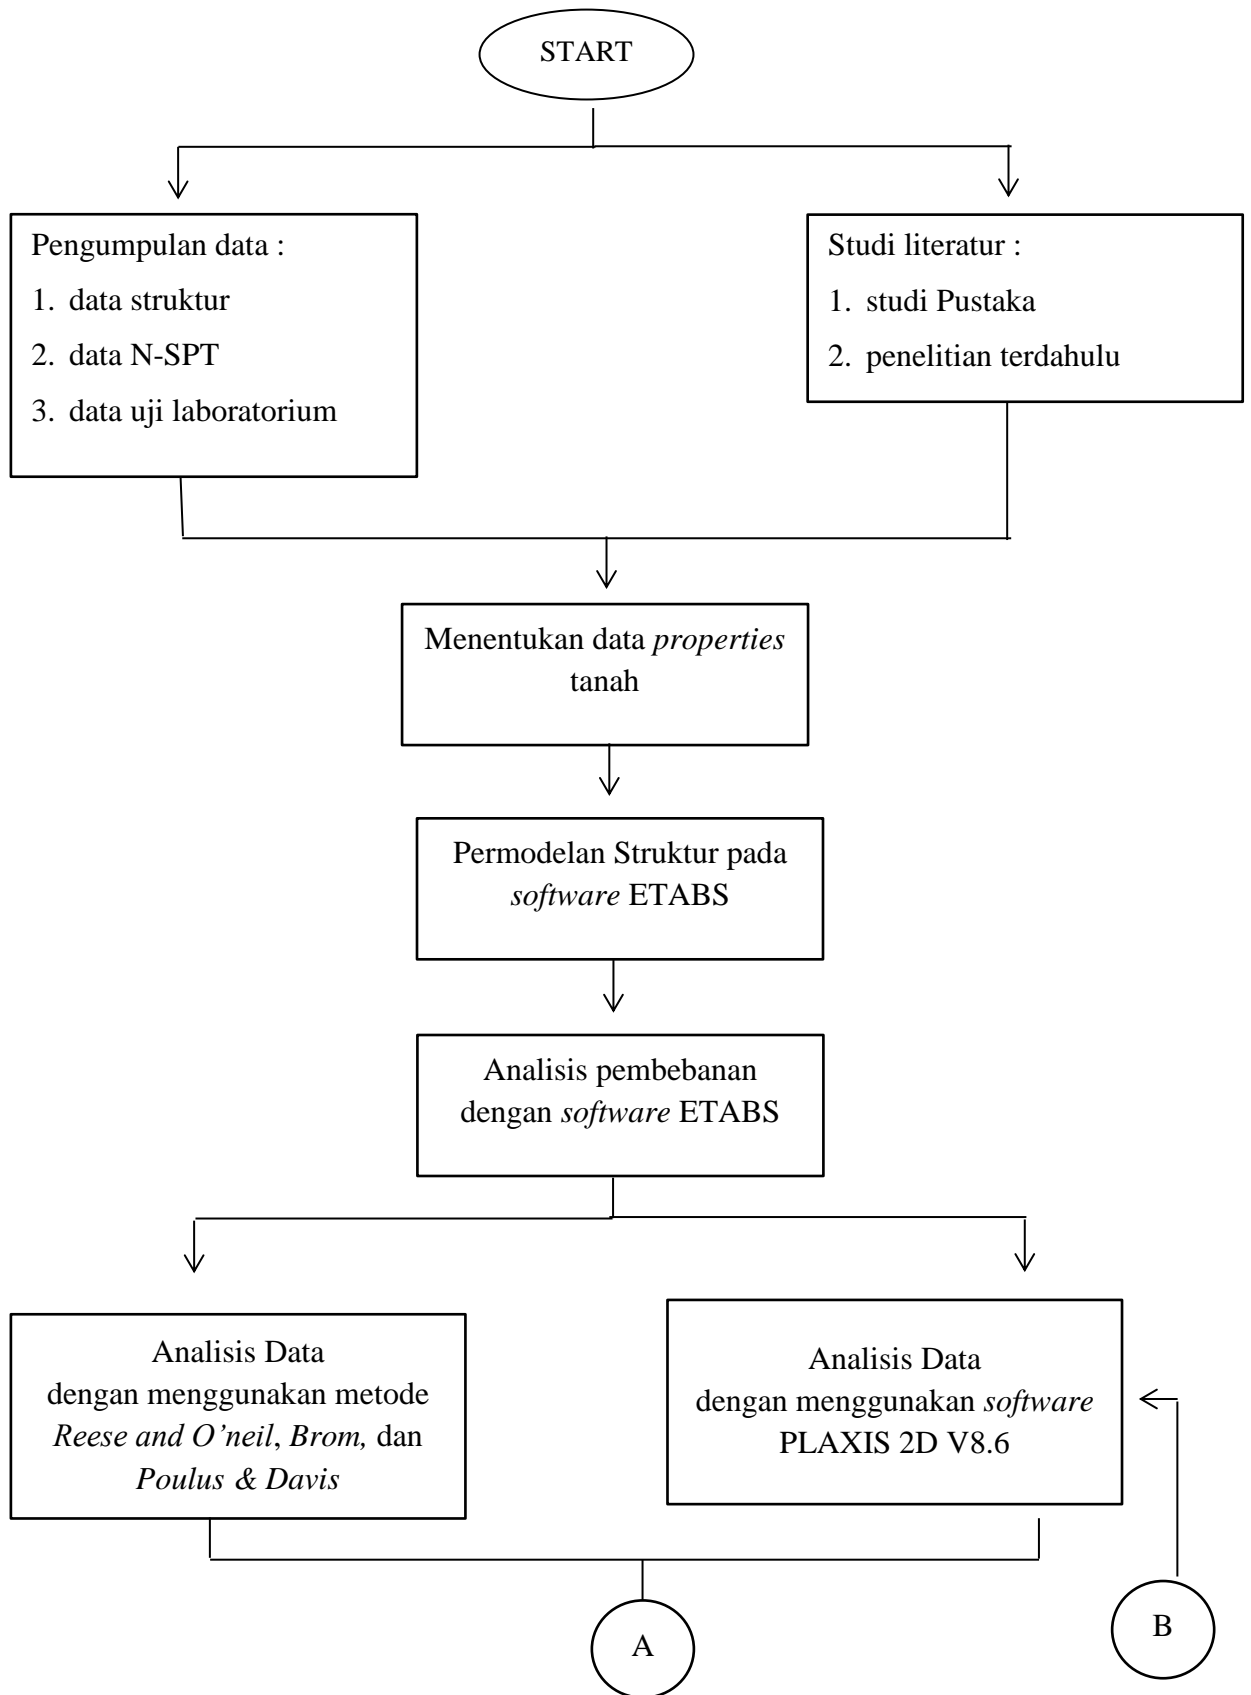 START
Pengumpulan data :
1. data struktur
2. data N-SPT
3. data uji laboratorium
Studi literatur :
1. studi Pustaka
2. penelitian terdahulu
Menentukan data properties
tanah
Permodelan Struktur pada
software ETABS
Analisis pembebanan
dengan software ETABS
Analisis Data
dengan menggunakan metode
Reese and O’neil, Brom, dan
Poulus & Davis
Analisis Data
dengan menggunakan software
PLAXIS 2D V8.6
A
B